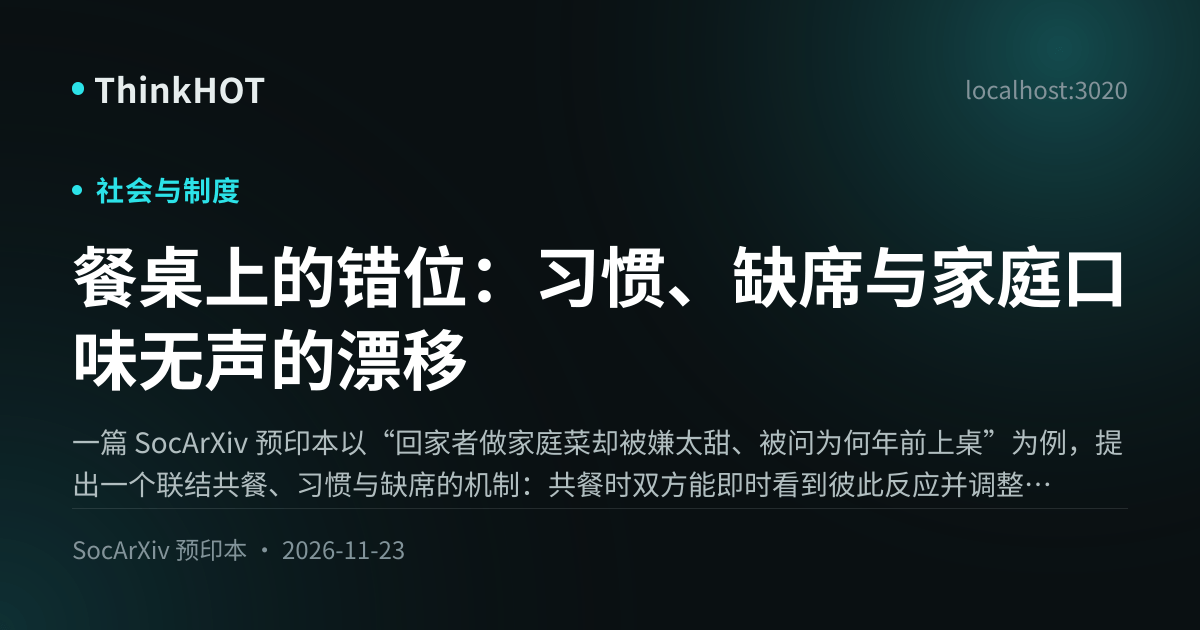 ThinkHOT
localhost:3020
社会与制度
餐桌上的错位：习惯、缺席与家庭口
味无声的漂移
一篇 SocArXiv 预印本以“回家者做家庭菜却被嫌太甜、被问为何年前上桌”为例，提
出一个联结共餐、习惯与缺席的机制：共餐时双方能即时看到彼此反应并调整…
SocArXiv 预印本 · 2026-11-23